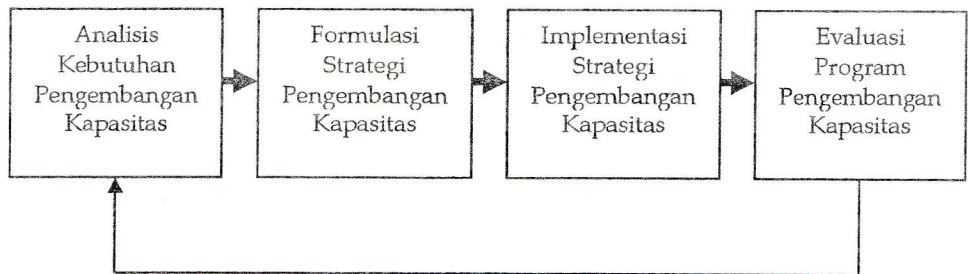 Analisis
Kebutuhan
Pengembangan
Kapasitas
Formulasi
Strategi
Pengembangan
Kapasitas
Implementasi
Strategi
Pengembangan
Kapasitas
Evaluasi
Program
Pengembangan
Kapasitas